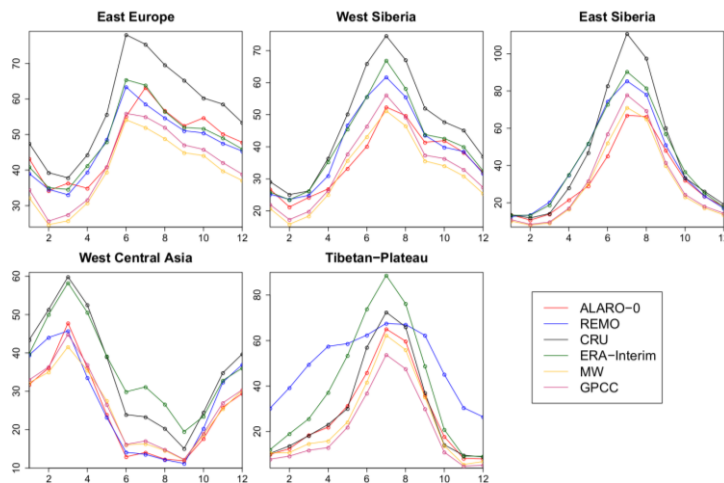 East Europe
30 40 50 60 70
2 4 6 8 10 12
West Siberia
20 30 40 50 60 70
2 4 6 8 10 12
East Siberia
20 40 60 80 100
2 4 6 8 10 12
West Central Asia
10 20 30 40 50 60
2 4 6 8 10 12
Tibetan−Plateau
20 40 60 80
2 4 6 8 10 12
ALARO−0
REMO
CRU
ERA−Interim
MW
GPCC